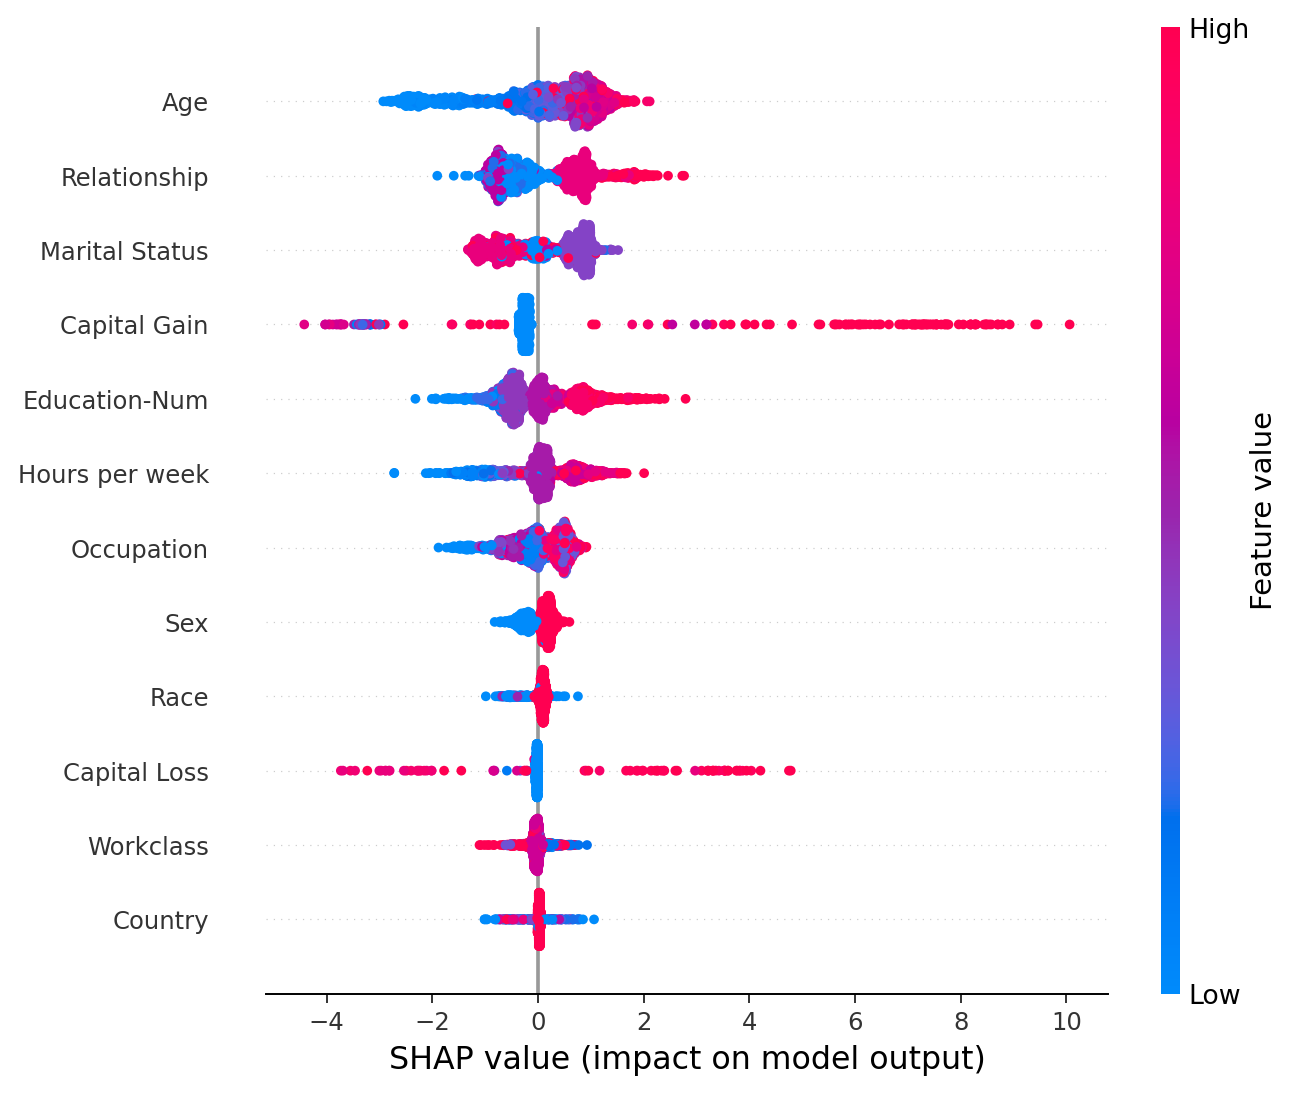 High
Age
Relationship
Marital Status
Capital Gain
Education-Num
Hours per week
Occupation
Sex
Race
Capital Loss
Workclass
Country
Feature value
Low
−4 −2 0 2 4 6 8 10
SHAP value (impact on model output)